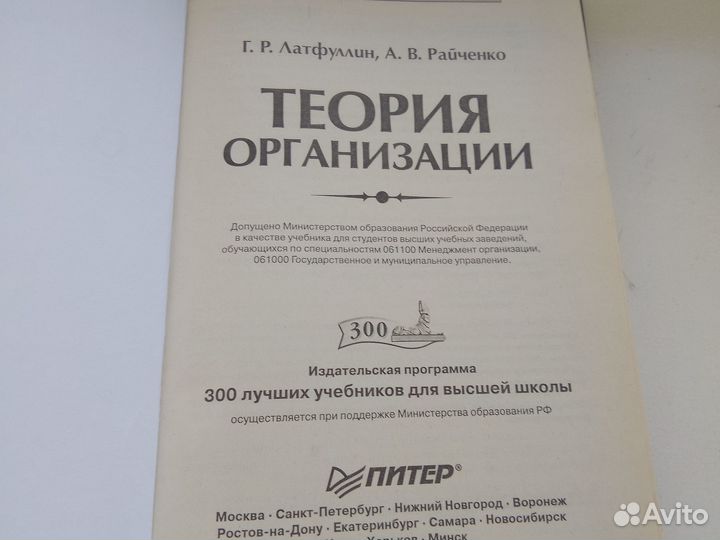 Г. Р. Латфуллин, А. В. Райченко
ТЕОРИЯ
ОРГАНИЗАЦИИ
Допущено Министерством образования Российской Федерации
в качестве учебника для студентов высших учебных заведений,
обучающихся по специальностям 061100 Менеджмент организации,
061000 Государственное и муниципальное управление.
300
Издательская программа
300 лучших учебников для высшей школы
осуществляется при поддержке Министерства образования РФ
ПИТЕР®
Москва · Санкт-Петербург · Нижний Новгород · Воронеж
Ростов-на-Дону · Екатеринбург · Самара · Новосибирск
Харьков · Минск
Avito